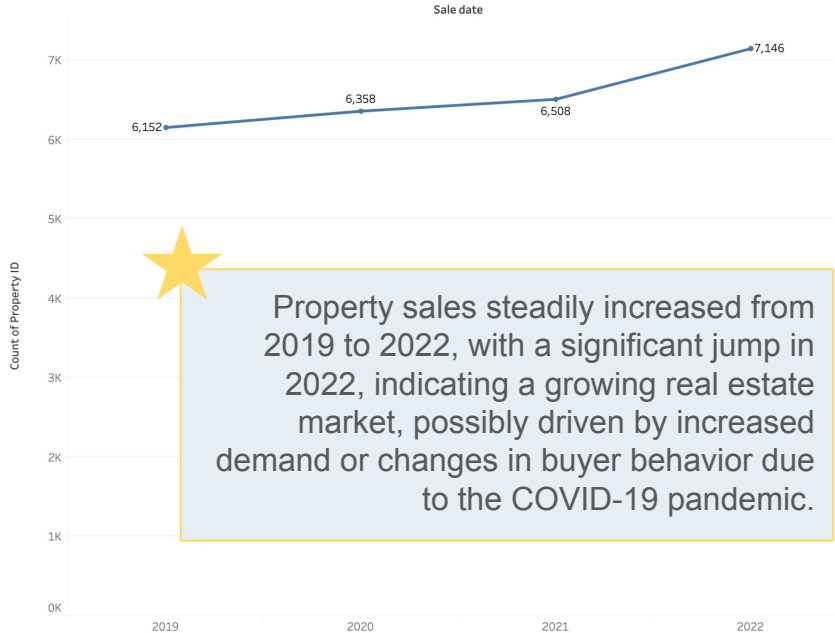 Sale date
7K
7,146
6,358
6,152
6,508
6K
5K
Count of Property ID
4K
Property sales steadily increased from
2019 to 2022, with a significant jump in
2022, indicating a growing real estate
market, possibly driven by increased
demand or changes in buyer behavior due
to the COVID-19 pandemic.
3K
2K
1K
0K
2019
2020
2021
2022